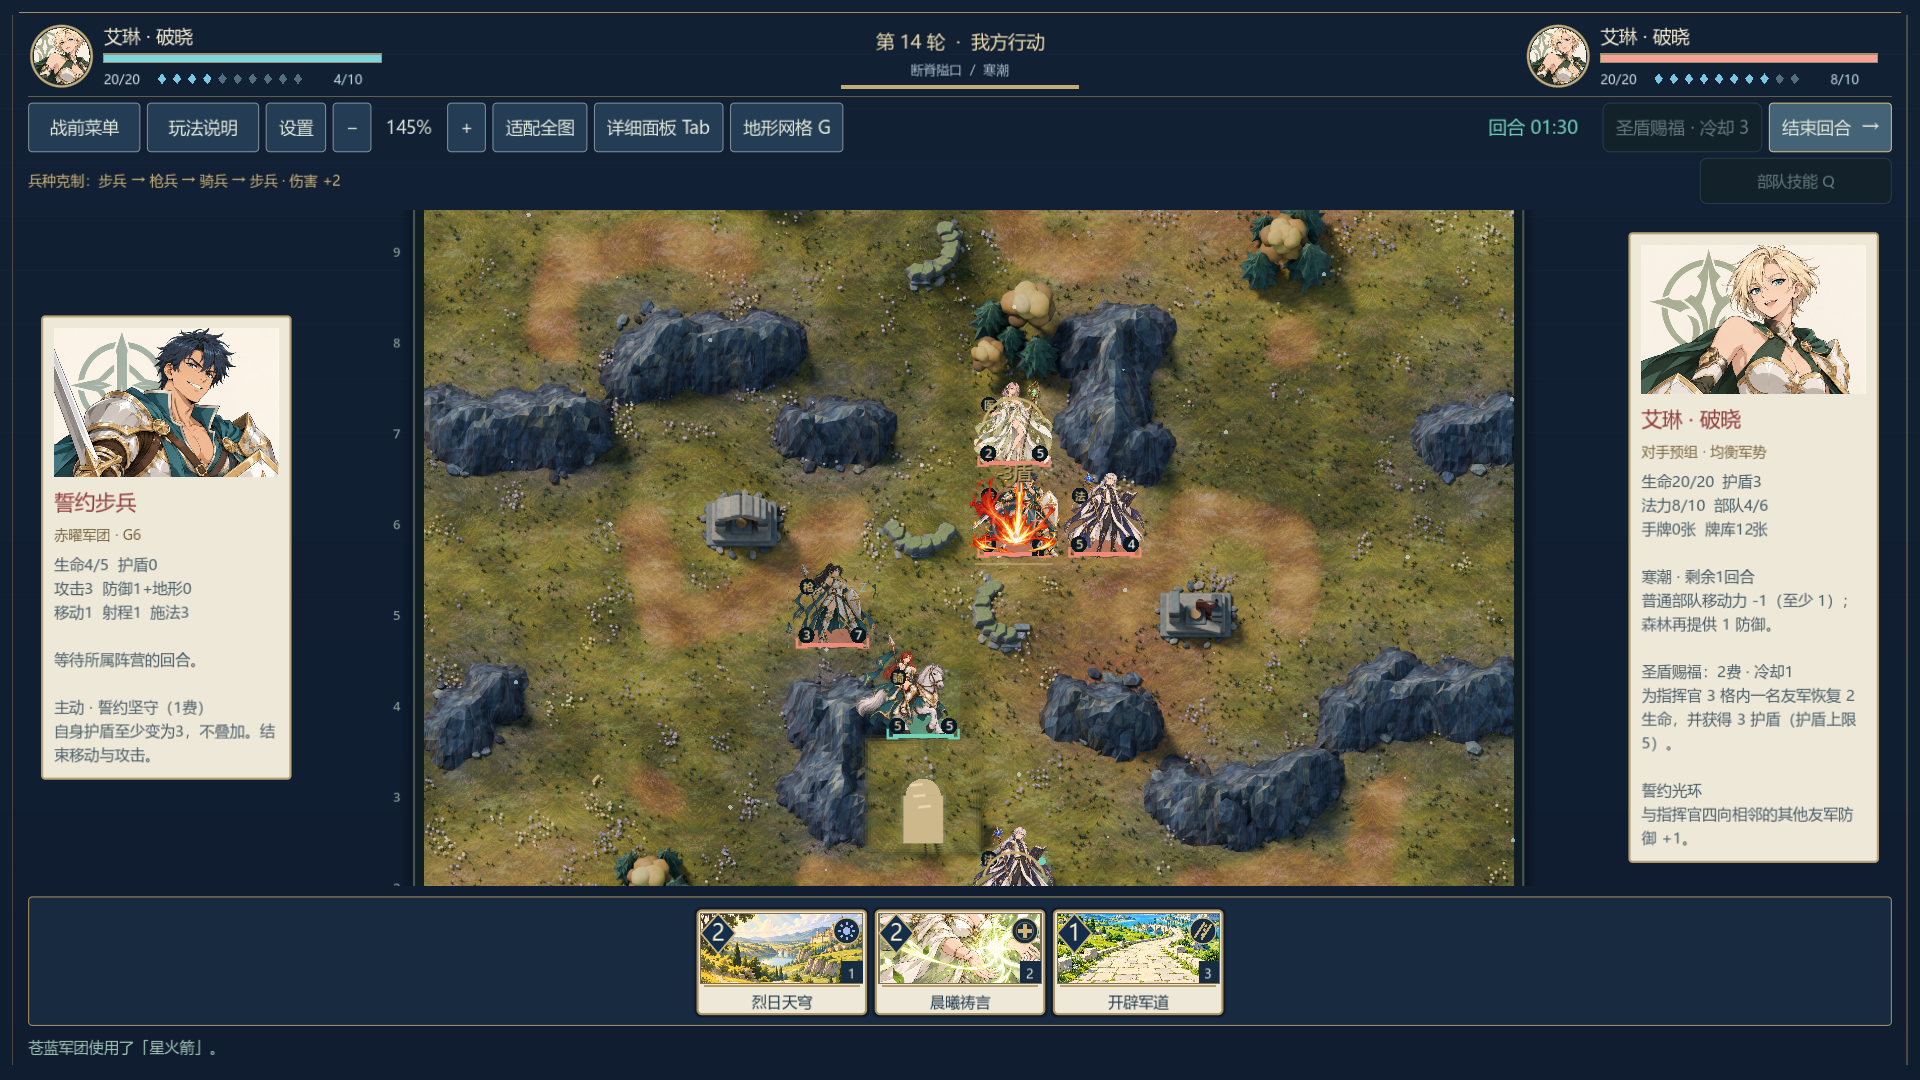 艾琳 · 破晓
20/20 4/10
第 14 轮 · 我方行动
断脊隘口 / 寒潮
艾琳 · 破晓
20/20 8/10
战前菜单 玩法说明 设置 − 145% + 适配全图 详细面板 Tab 地形网格 G
回合 01:30 圣盾赐福 · 冷却 3 结束回合 →
兵种克制：步兵 → 枪兵 → 骑兵 → 步兵 · 伤害 +2
部队技能 Q
9
8
7
6
5
4
3
誓约步兵
赤曜军团 · G6
生命4/5 护盾0
攻击3 防御1+地形0
移动1 射程1 施法3
等待所属阵营的回合。
主动 · 誓约坚守（1费）
自身护盾至少变为3，不叠加。结
束移动与攻击。
医
2 5
盾
法
5 4
枪
3 7
骑
5 5
法
艾琳 · 破晓
对手预组 · 均衡军势
生命20/20 护盾3
法力8/10 部队4/6
手牌0张 牌库12张
寒潮 · 剩余1回合
普通部队移动力 -1（至少 1）；
森林再提供 1 防御。
圣盾赐福：2费 · 冷却1
为指挥官 3 格内一名友军恢复 2
生命，并获得 3 护盾（护盾上限
5）。
誓约光环
与指挥官四向相邻的其他友军防
御 +1。
2 1
烈日天穹
2 2
晨曦祷言
1 3
开辟军道
苍蓝军团使用了「星火箭」。